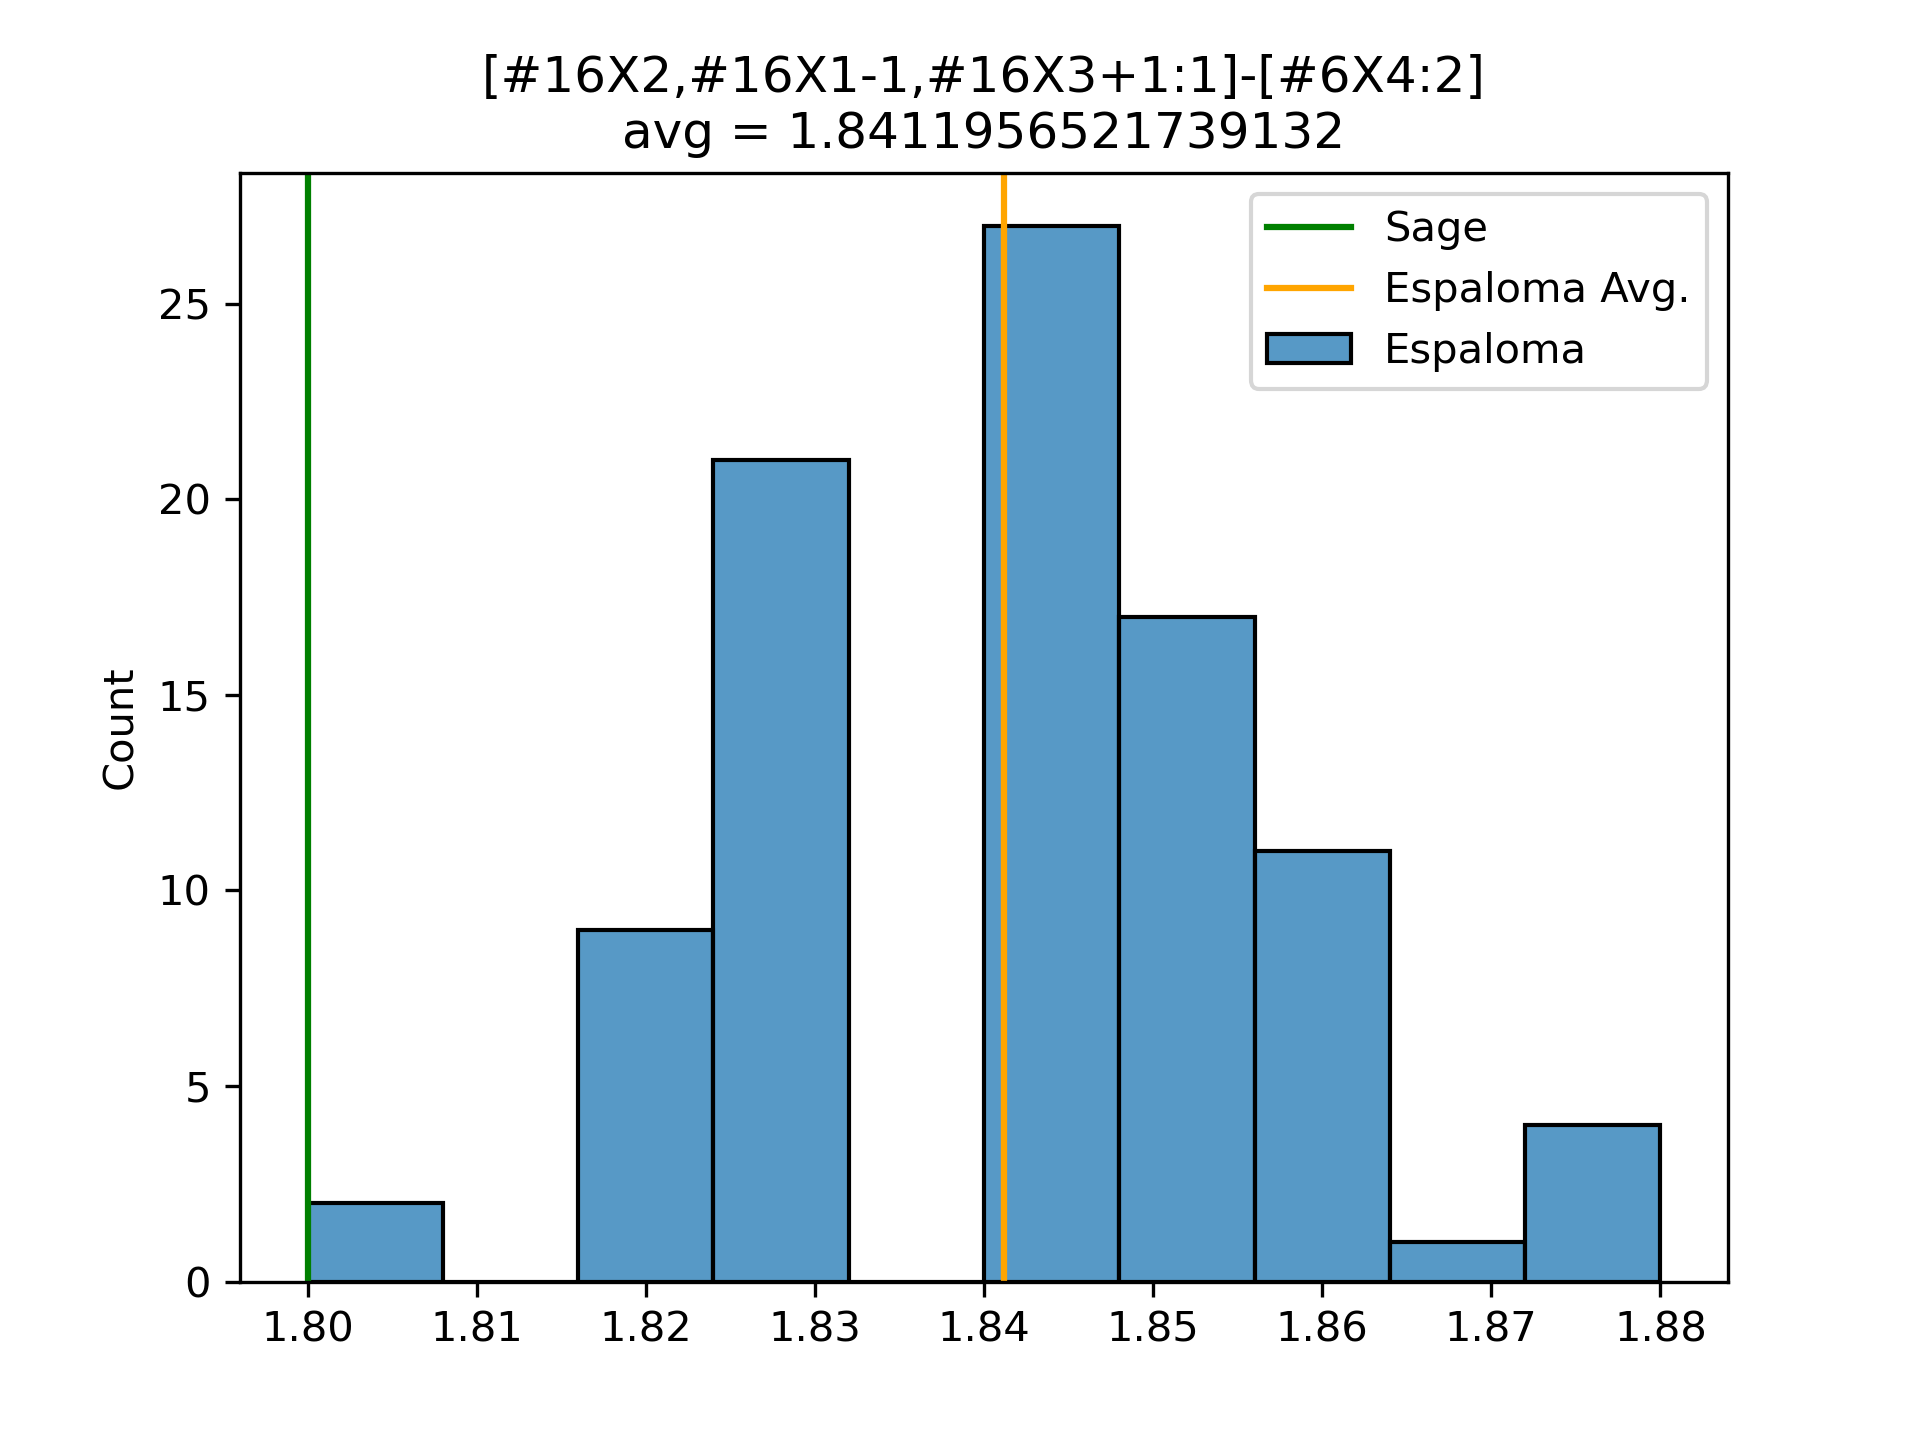 [#16X2,#16X1-1,#16X3+1:1]-[#6X4:2]
avg = 1.8411956521739132
Sage
Espaloma Avg.
Espaloma
Count
25
20
15
10
5
0
1.80 1.81 1.82 1.83 1.84 1.85 1.86 1.87 1.88